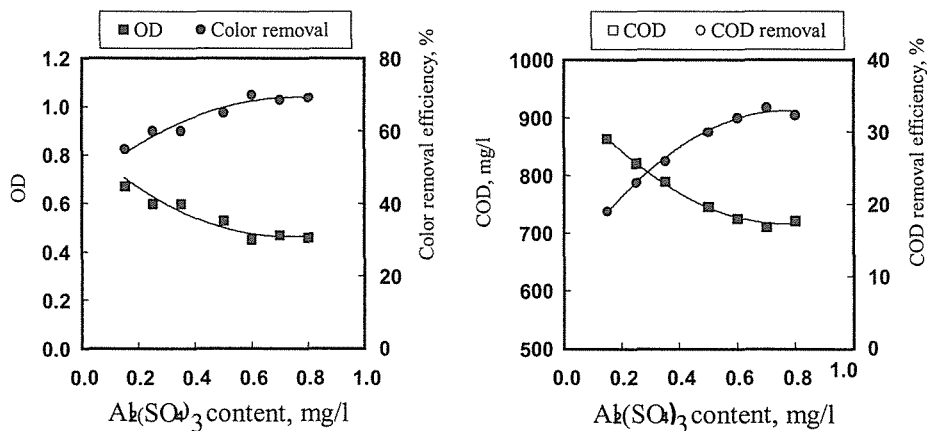 OD Color removal
1.2
1.0
0.8
0.6
0.4
0.2
0.0
OD
80
60
40
20
0
Color removal efficiency, %
0.0 0.2 0.4 0.6 0.8 1.0
Al2(SO4)3 content, mg/l
COD COD removal
1000
900
800
700
600
500
COD, mg/l
40
30
20
10
0
COD removal efficiency, %
0.0 0.2 0.4 0.6 0.8 1.0
Al2(SO4)3 content, mg/l